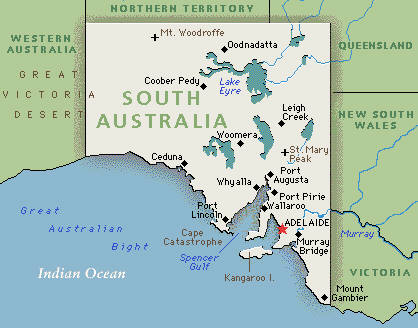 NORTHERN TERRITORY
WESTERN
AUSTRALIA
Mt. Woodroffe
Oodnadatta
QUEENSLAND
GREAT
VICTORIA
DESERT
Coober Pedy
Lake
Eyre
SOUTH
AUSTRALIA
Leigh
Creek
NEW SOUTH
WALES
Woomera
St. Mary
Peak
Ceduna
Port
Augusta
Whyalla
Port Pirie
Wallaroo
Port
Lincoln
ADELAIDE
Great
Australian
Bight
Cape
Catastrophe
Murray
Bridge
Murray
Spencer
Gulf
Indian Ocean
Kangaroo I.
VICTORIA
Mount
Gambier